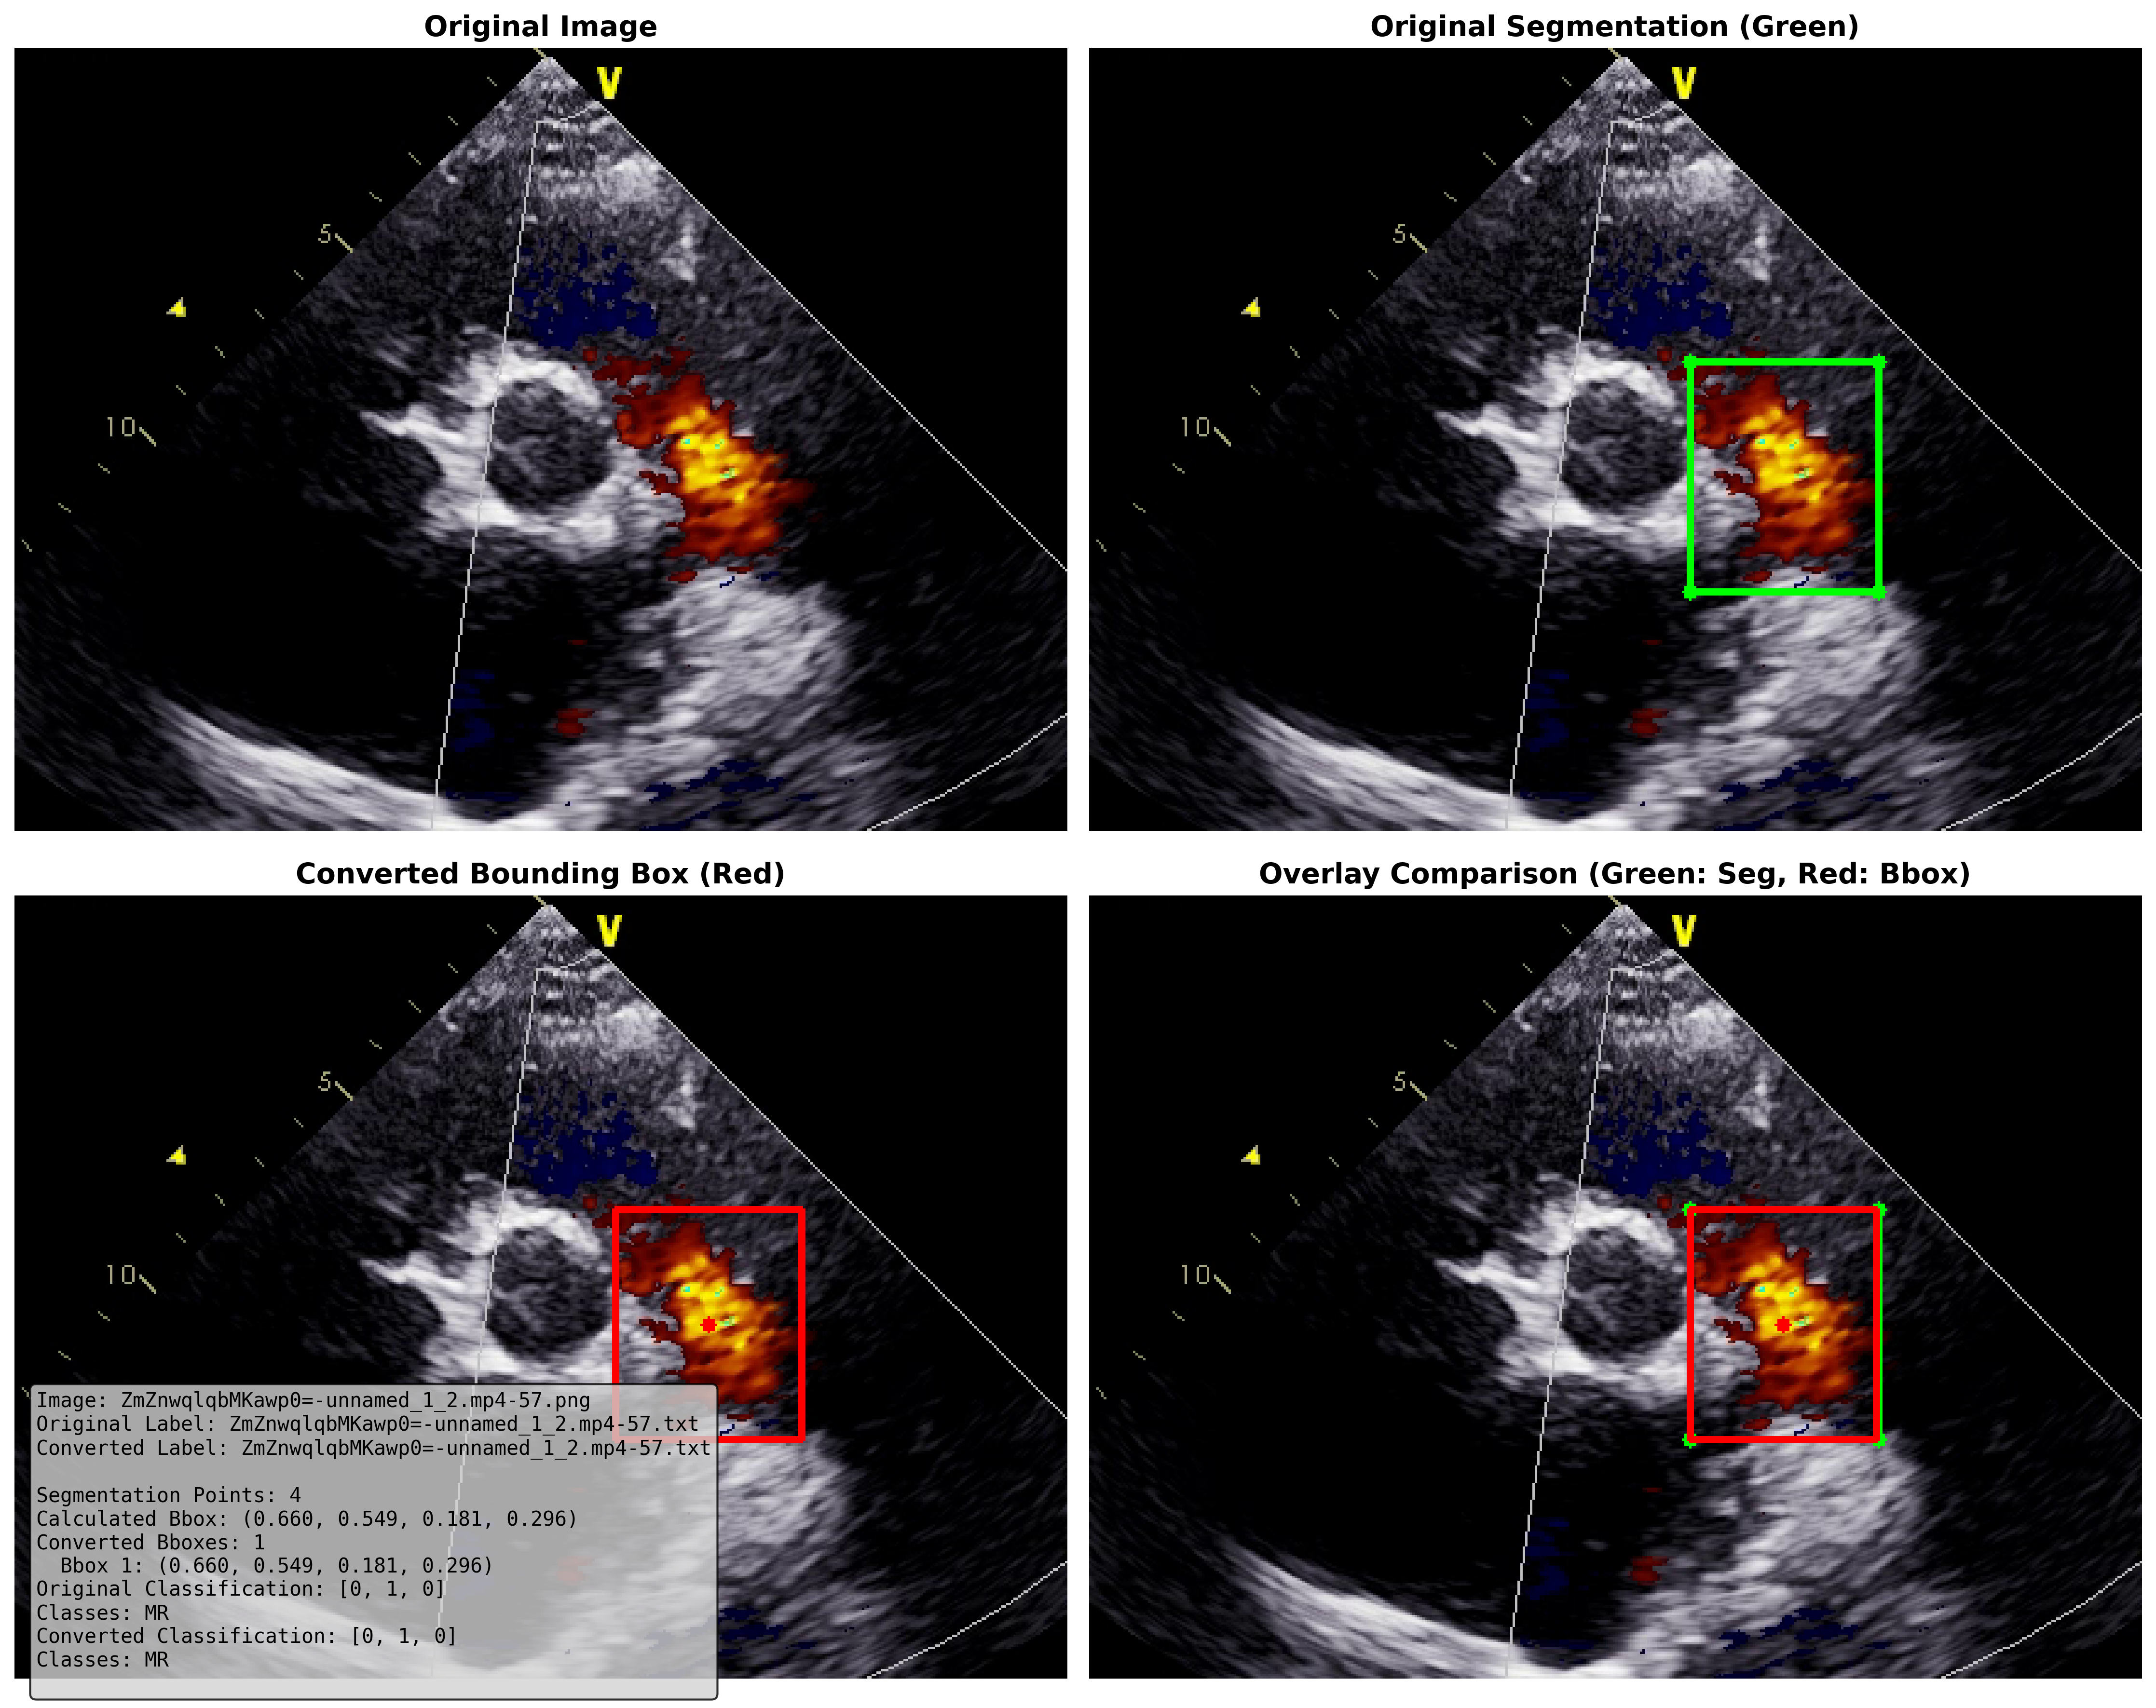 Original Image
Original Segmentation (Green)
V
5
10
V
5
10
Converted Bounding Box (Red)
Overlay Comparison (Green: Seg, Red: Bbox)
V
5
10
V
5
10
Image: ZmZnwqlqbMKawp0=-unnamed_1_2.mp4-57.png
Original Label: ZmZnwqlqbMKawp0=-unnamed_1_2.mp4-57.txt
Converted Label: ZmZnwqlqbMKawp0=-unnamed_1_2.mp4-57.txt
Segmentation Points: 4
Calculated Bbox: (0.660, 0.549, 0.181, 0.296)
Converted Bboxes: 1
Bbox 1: (0.660, 0.549, 0.181, 0.296)
Original Classification: [0, 1, 0]
Classes: MR
Converted Classification: [0, 1, 0]
Classes: MR